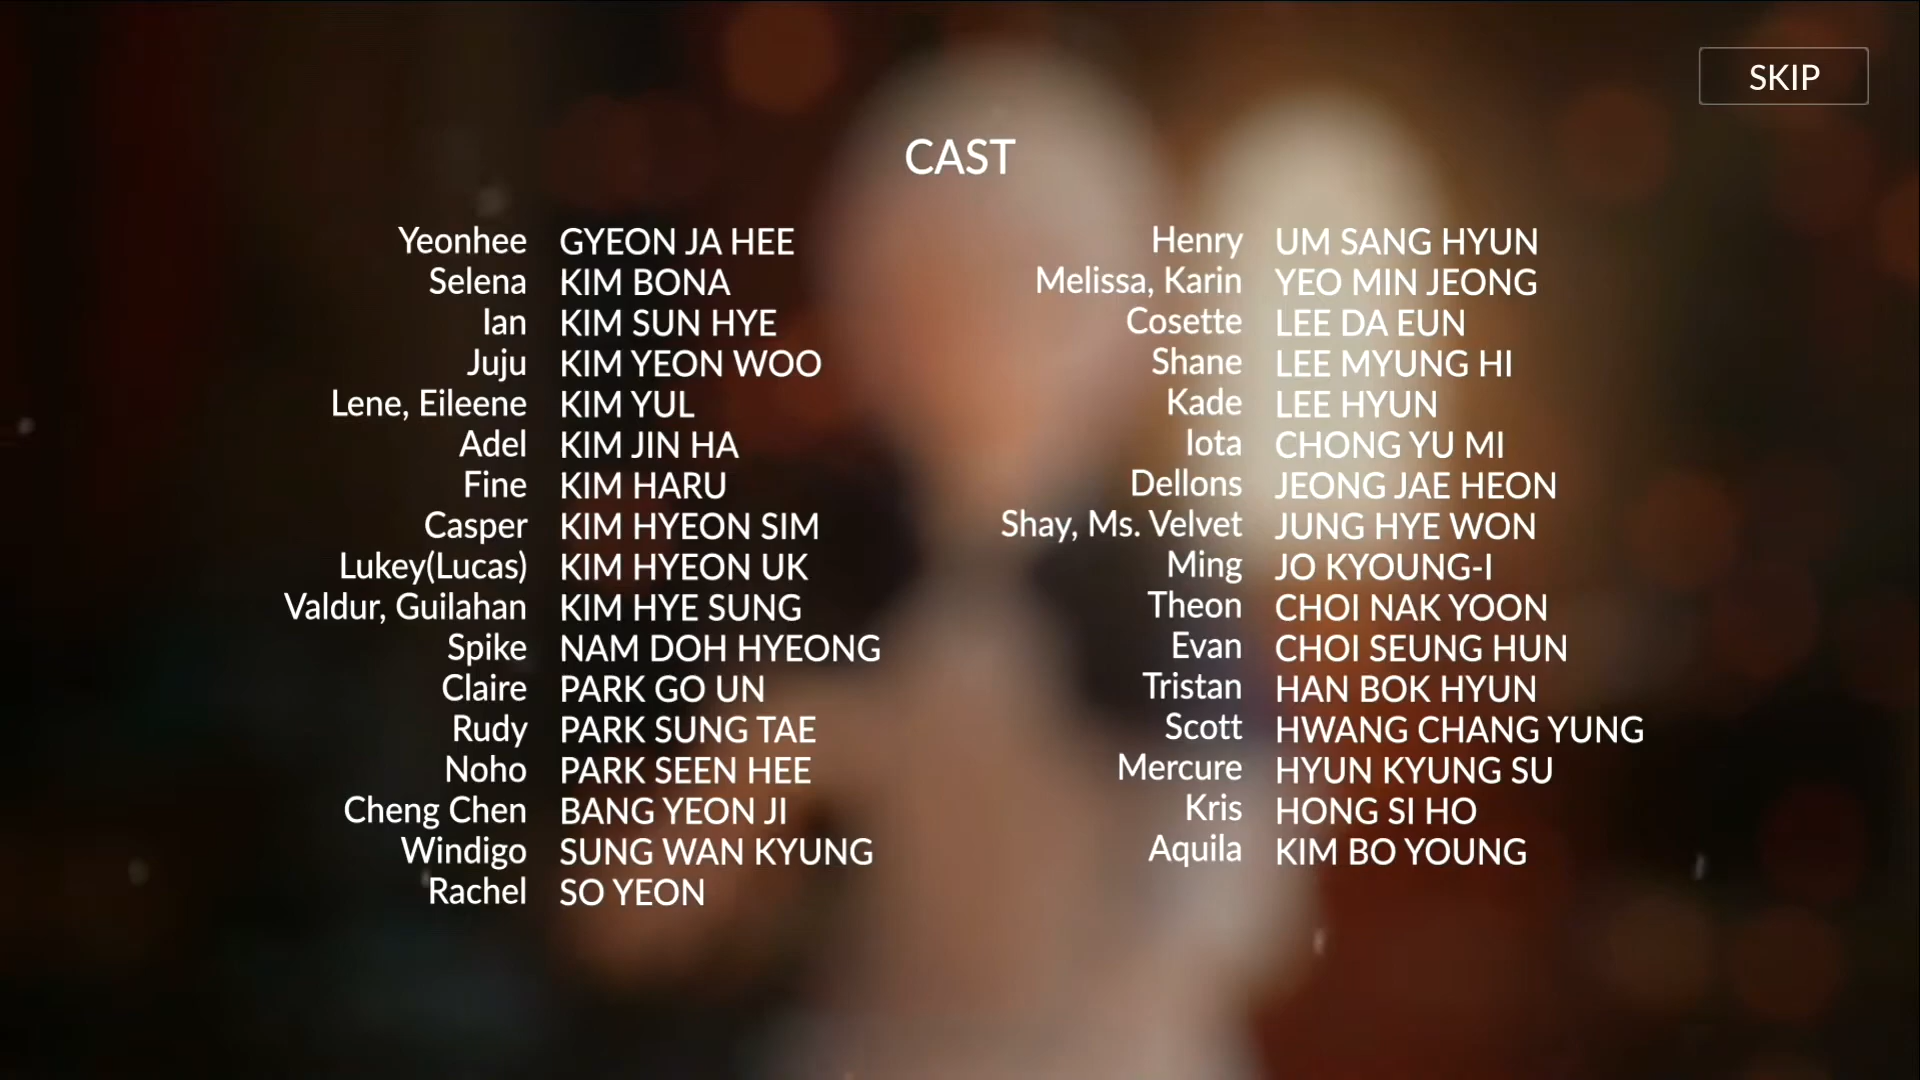 SKIP
CAST
Yeonhee GYEON JA HEE
Selena KIM BONA
Ian KIM SUN HYE
Juju KIM YEON WOO
Lene, Eileene KIM YUL
Adel KIM JIN HA
Fine KIM HARU
Casper KIM HYEON SIM
Lukey(Lucas) KIM HYEON UK
Valdur, Guilahan KIM HYE SUNG
Spike NAM DOH HYEONG
Claire PARK GO UN
Rudy PARK SUNG TAE
Noho PARK SEEN HEE
Cheng Chen BANG YEON JI
Windigo SUNG WAN KYUNG
Rachel SO YEON
Henry UM SANG HYUN
Melissa, Karin YEO MIN JEONG
Cosette LEE DA EUN
Shane LEE MYUNG HI
Kade LEE HYUN
Iota CHONG YU MI
Dellons JEONG JAE HEON
Shay, Ms. Velvet JUNG HYE WON
Ming JO KYOUNG-I
Theon CHOI NAK YOON
Evan CHOI SEUNG HUN
Tristan HAN BOK HYUN
Scott HWANG CHANG YUNG
Mercure HYUN KYUNG SU
Kris HONG SI HO
Aquila KIM BO YOUNG